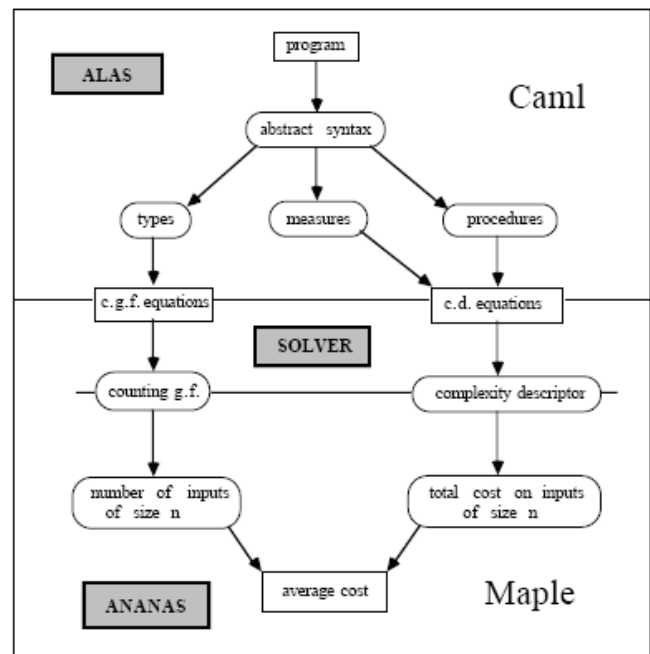 program
ALAS
Caml
abstract syntax
types
measures
procedures
c.g.f. equations
c.d. equations
SOLVER
counting g.f.
complexity descriptor
number of inputs
of size n
total cost on inputs
of size n
average cost
ANANAS
Maple